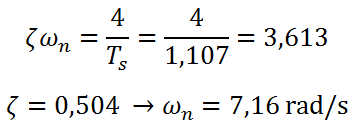 ζω_n = 4/T_s = 4/1,107 = 3,613
ζ = 0,504 → ω_n = 7,16 rad/s